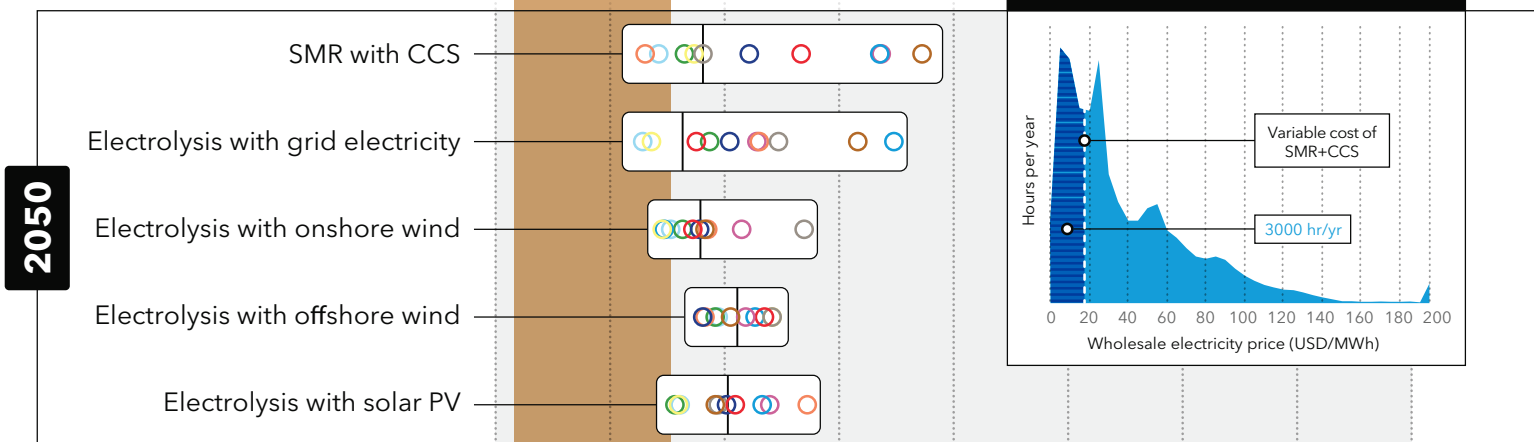 2050
SMR with CCS
Electrolysis with grid electricity
Electrolysis with onshore wind
Electrolysis with offshore wind
Electrolysis with solar PV
Hours per year
Variable cost of
SMR+CCS
3000 hr/yr
0 20 40 60 80 100 120 140 160 180 200
Wholesale electricity price (USD/MWh)